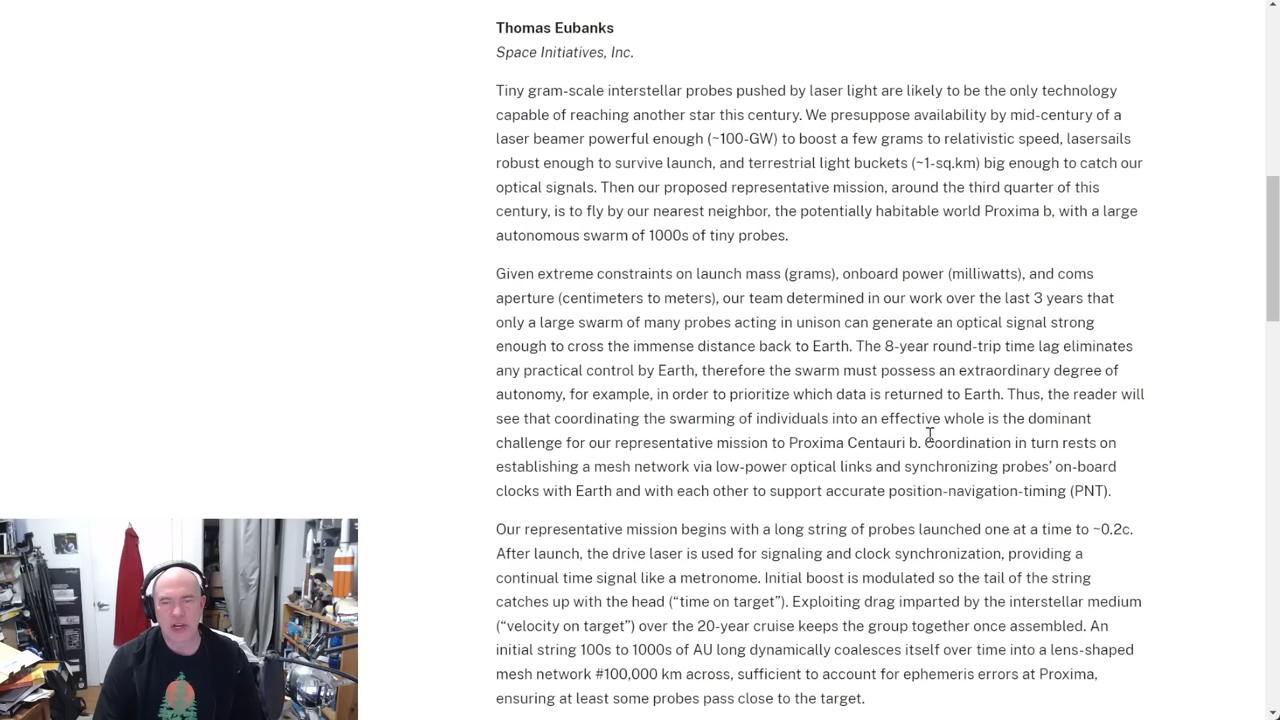 Thomas Eubanks
Space Initiatives, Inc.
Tiny gram-scale interstellar probes pushed by laser light are likely to be the only technology
capable of reaching another star this century. We presuppose availability by mid-century of a
laser beamer powerful enough (~100-GW) to boost a few grams to relativistic speed, lasersails
robust enough to survive launch, and terrestrial light buckets (~1-sq.km) big enough to catch our
optical signals. Then our proposed representative mission, around the third quarter of this
century, is to fly by our nearest neighbor, the potentially habitable world Proxima b, with a large
autonomous swarm of 1000s of tiny probes.
Given extreme constraints on launch mass (grams), onboard power (milliwatts), and coms
aperture (centimeters to meters), our team determined in our work over the last 3 years that
only a large swarm of many probes acting in unison can generate an optical signal strong
enough to cross the immense distance back to Earth. The 8-year round-trip time lag eliminates
any practical control by Earth, therefore the swarm must possess an extraordinary degree of
autonomy, for example, in order to prioritize which data is returned to Earth. Thus, the reader will
see that coordinating the swarming of individuals into an effective whole is the dominant
challenge for our representative mission to Proxima Centauri b. Coordination in turn rests on
establishing a mesh network via low-power optical links and synchronizing probes’ on-board
clocks with Earth and with each other to support accurate position-navigation-timing (PNT).
Our representative mission begins with a long string of probes launched one at a time to ~0.2c.
After launch, the drive laser is used for signaling and clock synchronization, providing a
continual time signal like a metronome. Initial boost is modulated so the tail of the string
catches up with the head (“time on target”). Exploiting drag imparted by the interstellar medium
(“velocity on target”) over the 20-year cruise keeps the group together once assembled. An
initial string 100s to 1000s of AU long dynamically coalesces itself over time into a lens-shaped
mesh network #100,000 km across, sufficient to account for ephemeris errors at Proxima,
ensuring at least some probes pass close to the target.